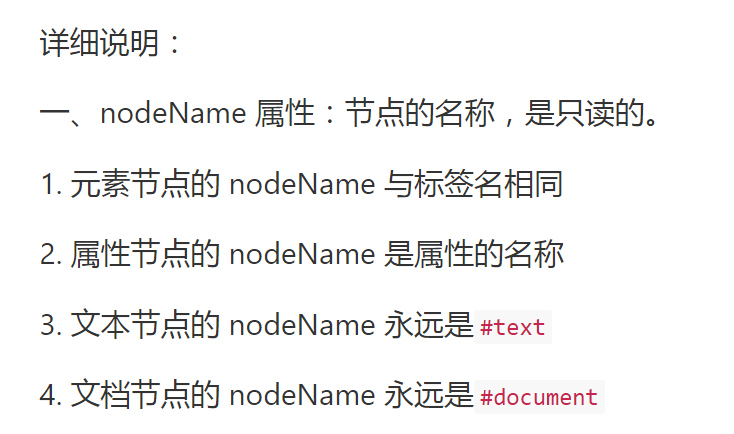 详细说明：
一、nodeName 属性：节点的名称，是只读的。
1. 元素节点的 nodeName 与标签名相同
2. 属性节点的 nodeName 是属性的名称
3. 文本节点的 nodeName 永远是 #text
4. 文档节点的 nodeName 永远是 #document